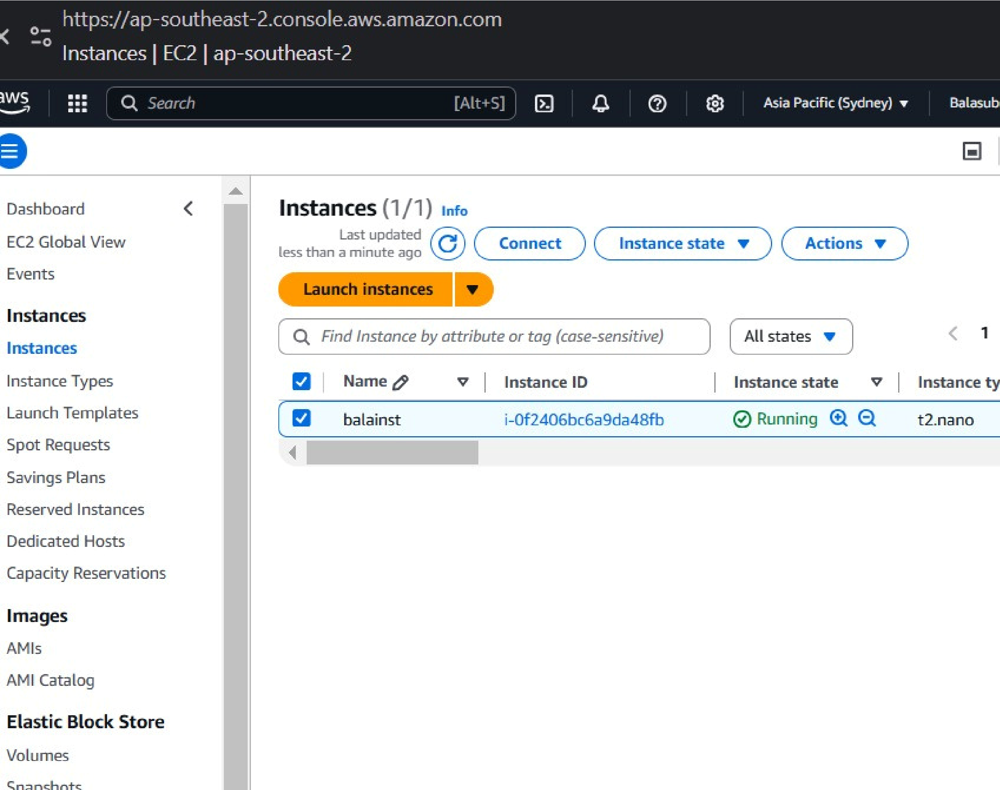 https://ap-southeast-2.console.aws.amazon.com
Instances | EC2 | ap-southeast-2
aws
Search [Alt+S]
Asia Pacific (Sydney)
Dashboard
EC2 Global View
Events
Instances
Instances
Instance Types
Launch Templates
Spot Requests
Savings Plans
Reserved Instances
Dedicated Hosts
Capacity Reservations
Images
AMIs
AMI Catalog
Elastic Block Store
Volumes
Snapshots
Instances (1/1) Info
Last updated
less than a minute ago
Connect Instance state Actions
Launch instances
Find Instance by attribute or tag (case-sensitive) All states 1
Name Instance ID Instance state Instance ty
balainst i-0f2406bc6a9da48fb Running t2.nano